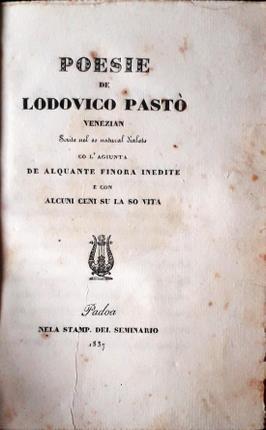 POESIE
DE
LODOVICO PASTÒ
VENEZIAN
Scrite nel so natural dialeto
CO L'AGIUNTA
DE ALQUANTE FINORA INEDITE
E CON
ALCUNI CENI SU LA SO VITA
Padoa
NELA STAMP. DEL SEMINARIO
1837